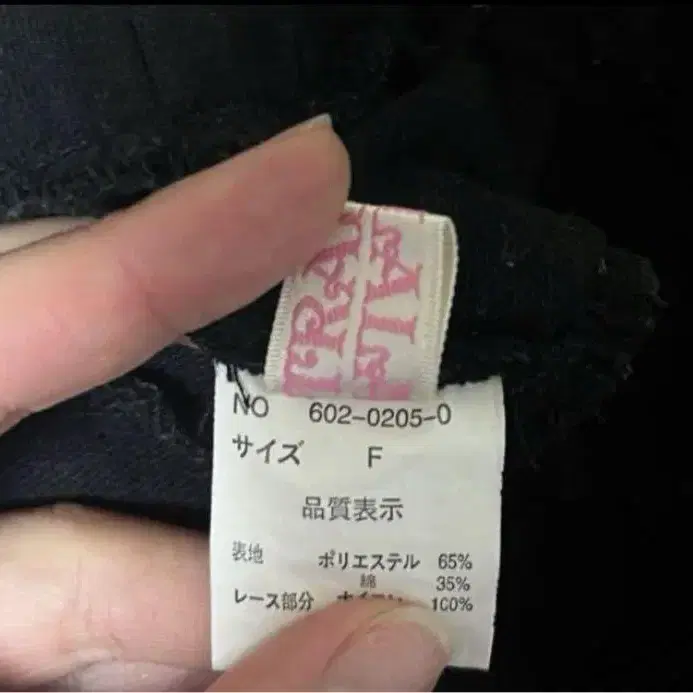 NO 602-0205-0
サイズ F
品質表示
表地 ポリエステル 65%
綿 35%
レース部分 100%